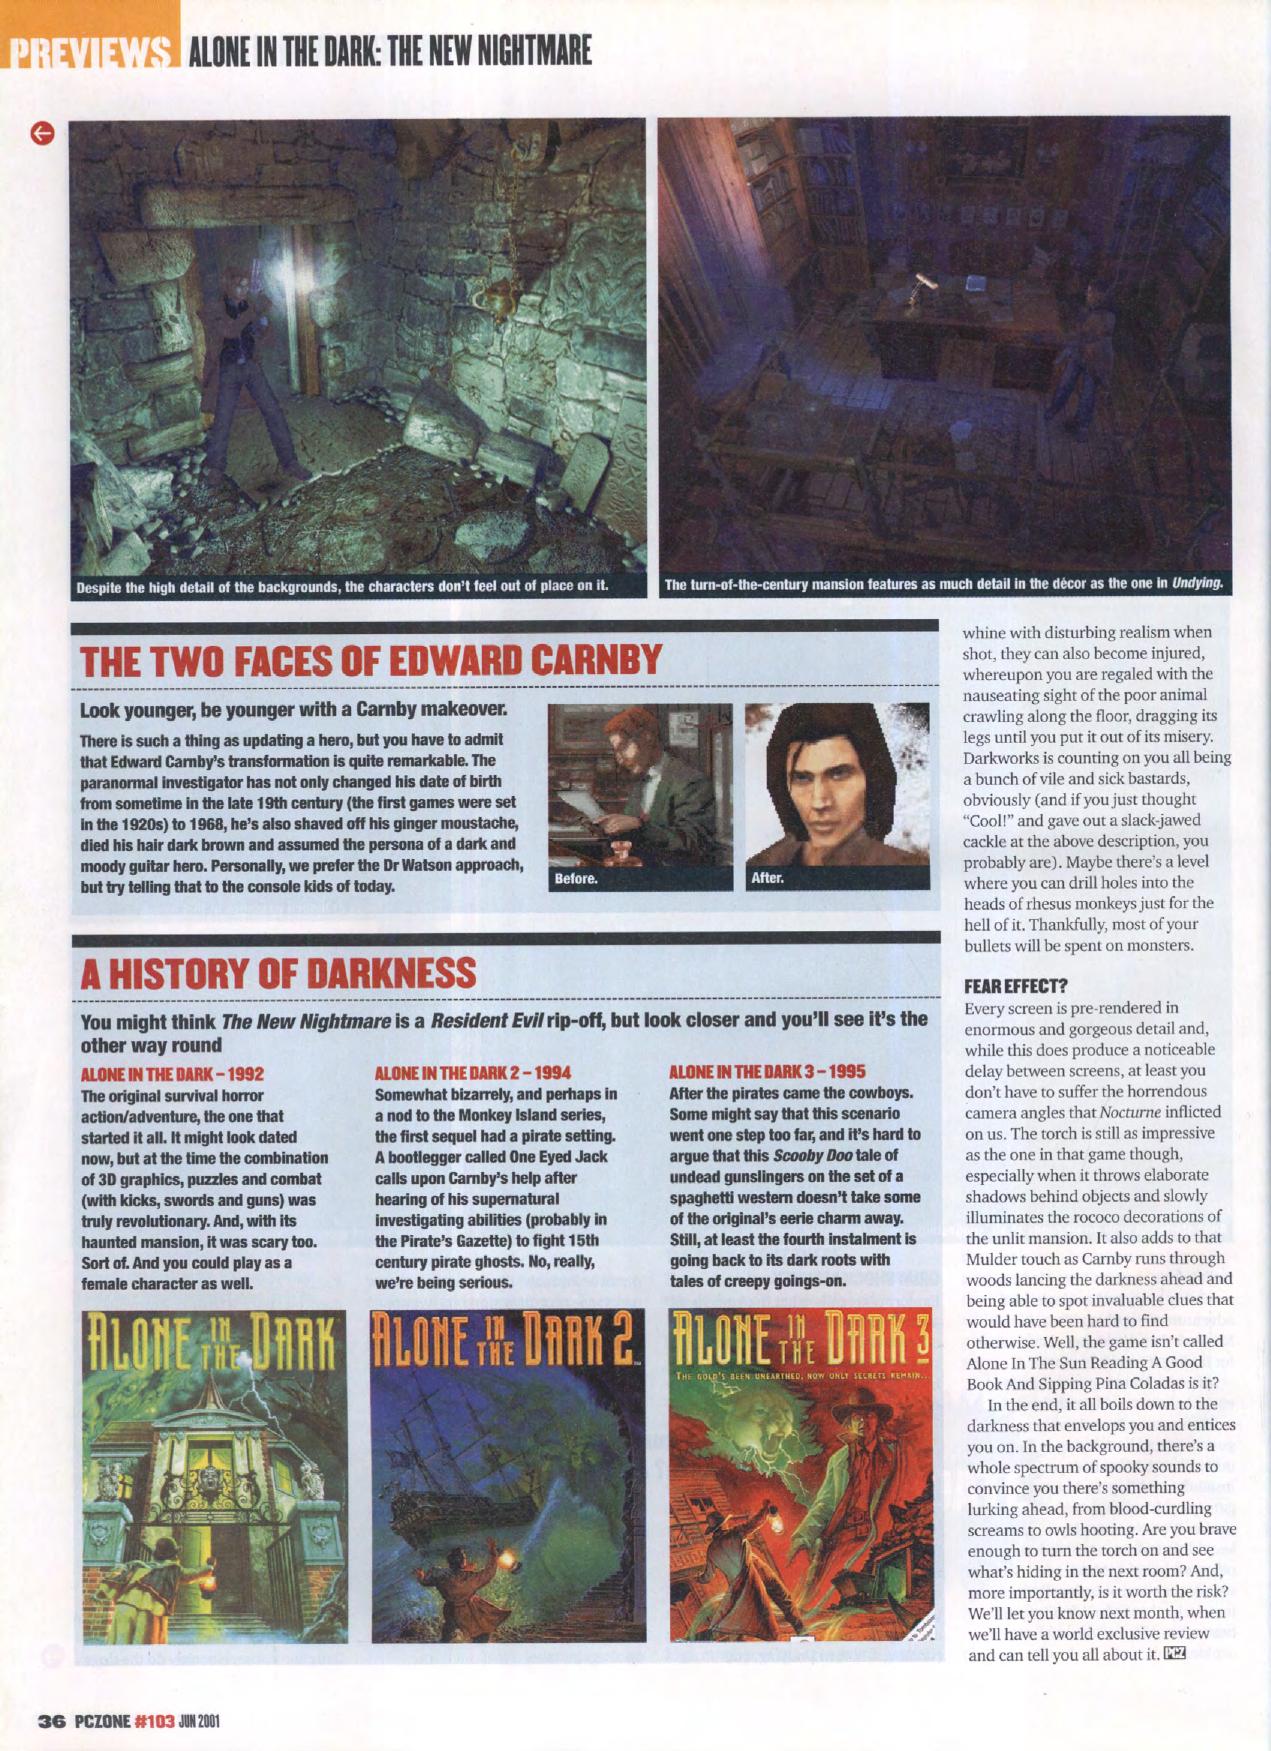 PREVIEWS ALONE IN THE DARK: THE NEW NIGHTMARE
Despite the high detail of the backgrounds, the characters don't feel out of place on it.
The turn-of-the-century mansion features as much detail in the décor as the one in Undying.
THE TWO FACES OF EDWARD CARNBY
Look younger, be younger with a Carnby makeover.
There is such a thing as updating a hero, but you have to admit
that Edward Carnby's transformation is quite remarkable. The
paranormal investigator has not only changed his date of birth
from sometime in the late 19th century (the first games were set
in the 1920s) to 1968, he's also shaved off his ginger moustache,
died his hair dark brown and assumed the persona of a dark and
moody guitar hero. Personally, we prefer the Dr Watson approach,
but try telling that to the console kids of today.
Before.
After.
A HISTORY OF DARKNESS
You might think The New Nightmare is a Resident Evil rip-off, but look closer and you'll see it's the
other way round
ALONE IN THE DARK – 1992
The original survival horror
action/adventure, the one that
started it all. It might look dated
now, but at the time the combination
of 3D graphics, puzzles and combat
(with kicks, swords and guns) was
truly revolutionary. And, with its
haunted mansion, it was scary too.
Sort of. And you could play as a
female character as well.
ALONE IN THE DARK 2 – 1994
Somewhat bizarrely, and perhaps in
a nod to the Monkey Island series,
the first sequel had a pirate setting.
A bootlegger called One Eyed Jack
calls upon Carnby's help after
hearing of his supernatural
investigating abilities (probably in
the Pirate's Gazette) to fight 15th
century pirate ghosts. No, really,
we're being serious.
ALONE IN THE DARK 3 – 1995
After the pirates came the cowboys.
Some might say that this scenario
went one step too far, and it's hard to
argue that this Scooby Doo tale of
undead gunslingers on the set of a
spaghetti western doesn't take some
of the original's eerie charm away.
Still, at least the fourth instalment is
going back to its dark roots with
tales of creepy goings-on.
ALONE IN THE DARK
ALONE IN THE DARK 2
ALONE IN THE DARK 3
THE GOLD'S BEEN UNEARTHED, NOW ONLY SECRETS REMAIN...
whine with disturbing realism when
shot, they can also become injured,
whereupon you are regaled with the
nauseating sight of the poor animal
crawling along the floor, dragging its
legs until you put it out of its misery.
Darkworks is counting on you all being
a bunch of vile and sick bastards,
obviously (and if you just thought
"Cool!" and gave out a slack-jawed
cackle at the above description, you
probably are). Maybe there's a level
where you can drill holes into the
heads of rhesus monkeys just for the
hell of it. Thankfully, most of your
bullets will be spent on monsters.
FEAR EFFECT?
Every screen is pre-rendered in
enormous and gorgeous detail and,
while this does produce a noticeable
delay between screens, at least you
don't have to suffer the horrendous
camera angles that Nocturne inflicted
on us. The torch is still as impressive
as the one in that game though,
especially when it throws elaborate
shadows behind objects and slowly
illuminates the rococo decorations of
the unlit mansion. It also adds to that
Mulder touch as Carnby runs through
woods lancing the darkness ahead and
being able to spot invaluable clues that
would have been hard to find
otherwise. Well, the game isn't called
Alone In The Sun Reading A Good
Book And Sipping Pina Coladas is it?
In the end, it all boils down to the
darkness that envelops you and entices
you on. In the background, there's a
whole spectrum of spooky sounds to
convince you there's something
lurking ahead, from blood-curdling
screams to owls hooting. Are you brave
enough to turn the torch on and see
what's hiding in the next room? And,
more importantly, is it worth the risk?
We'll let you know next month, when
we'll have a world exclusive review
and can tell you all about it. PCZ
36 PCZONE #103 JUN 2001